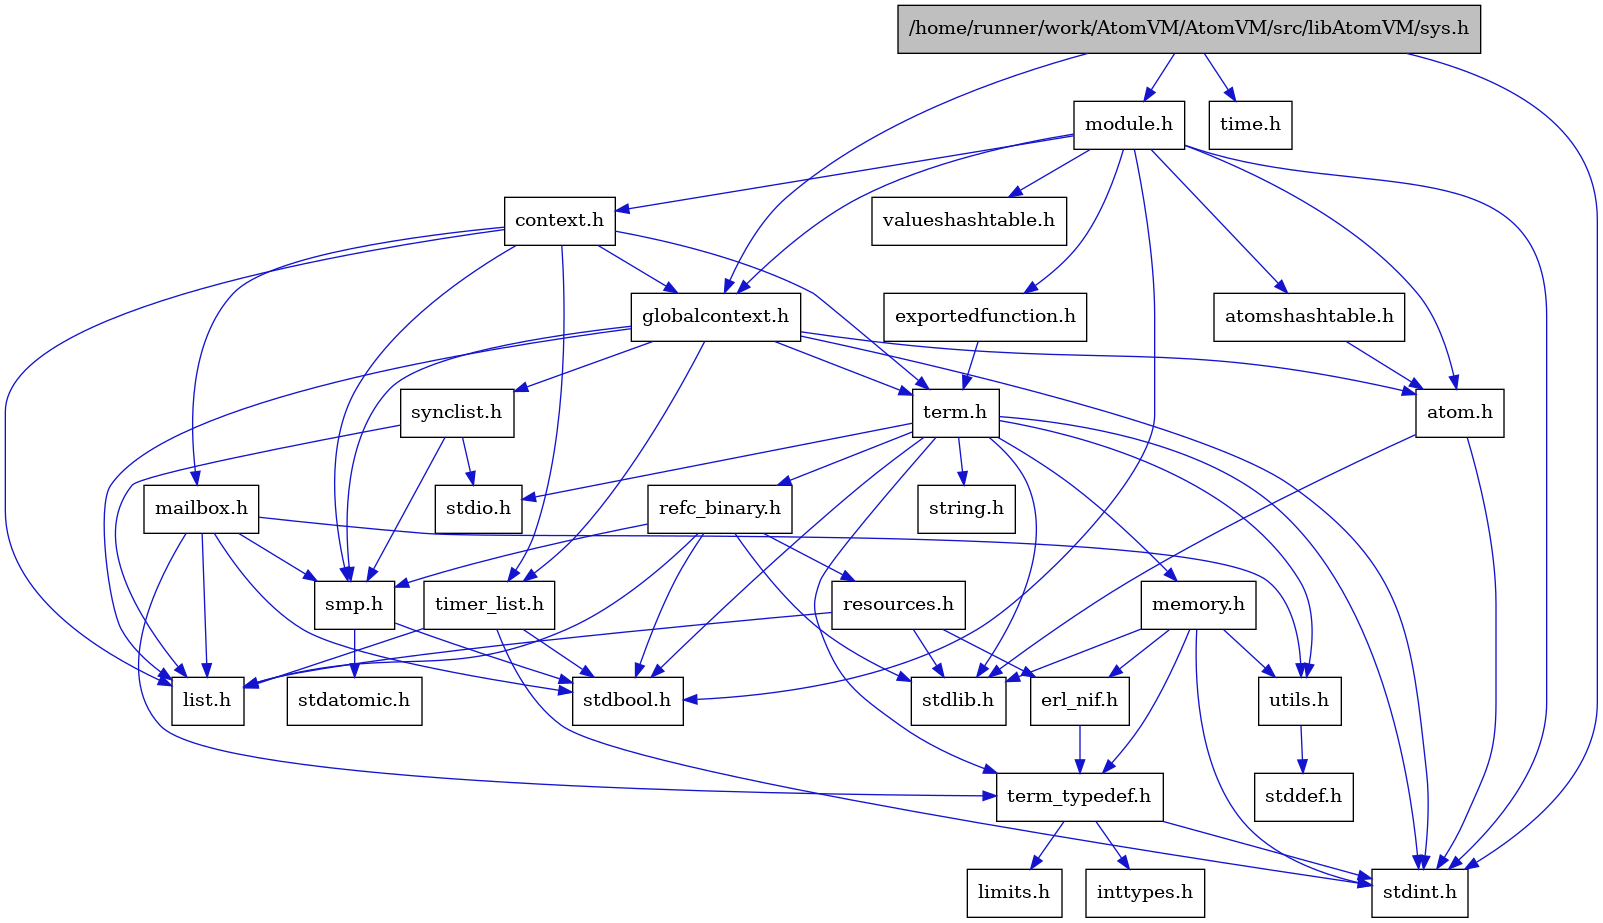 /home/runner/work/AtomVM/AtomVM/src/libAtomVM/sys.h
module.h
time.h
context.h
valueshashtable.h
globalcontext.h
exportedfunction.h
atomshashtable.h
synclist.h
term.h
atom.h
mailbox.h
stdio.h
refc_binary.h
string.h
smp.h
timer_list.h
resources.h
memory.h
list.h
stdatomic.h
stdbool.h
stdlib.h
erl_nif.h
utils.h
term_typedef.h
stddef.h
limits.h
inttypes.h
stdint.h